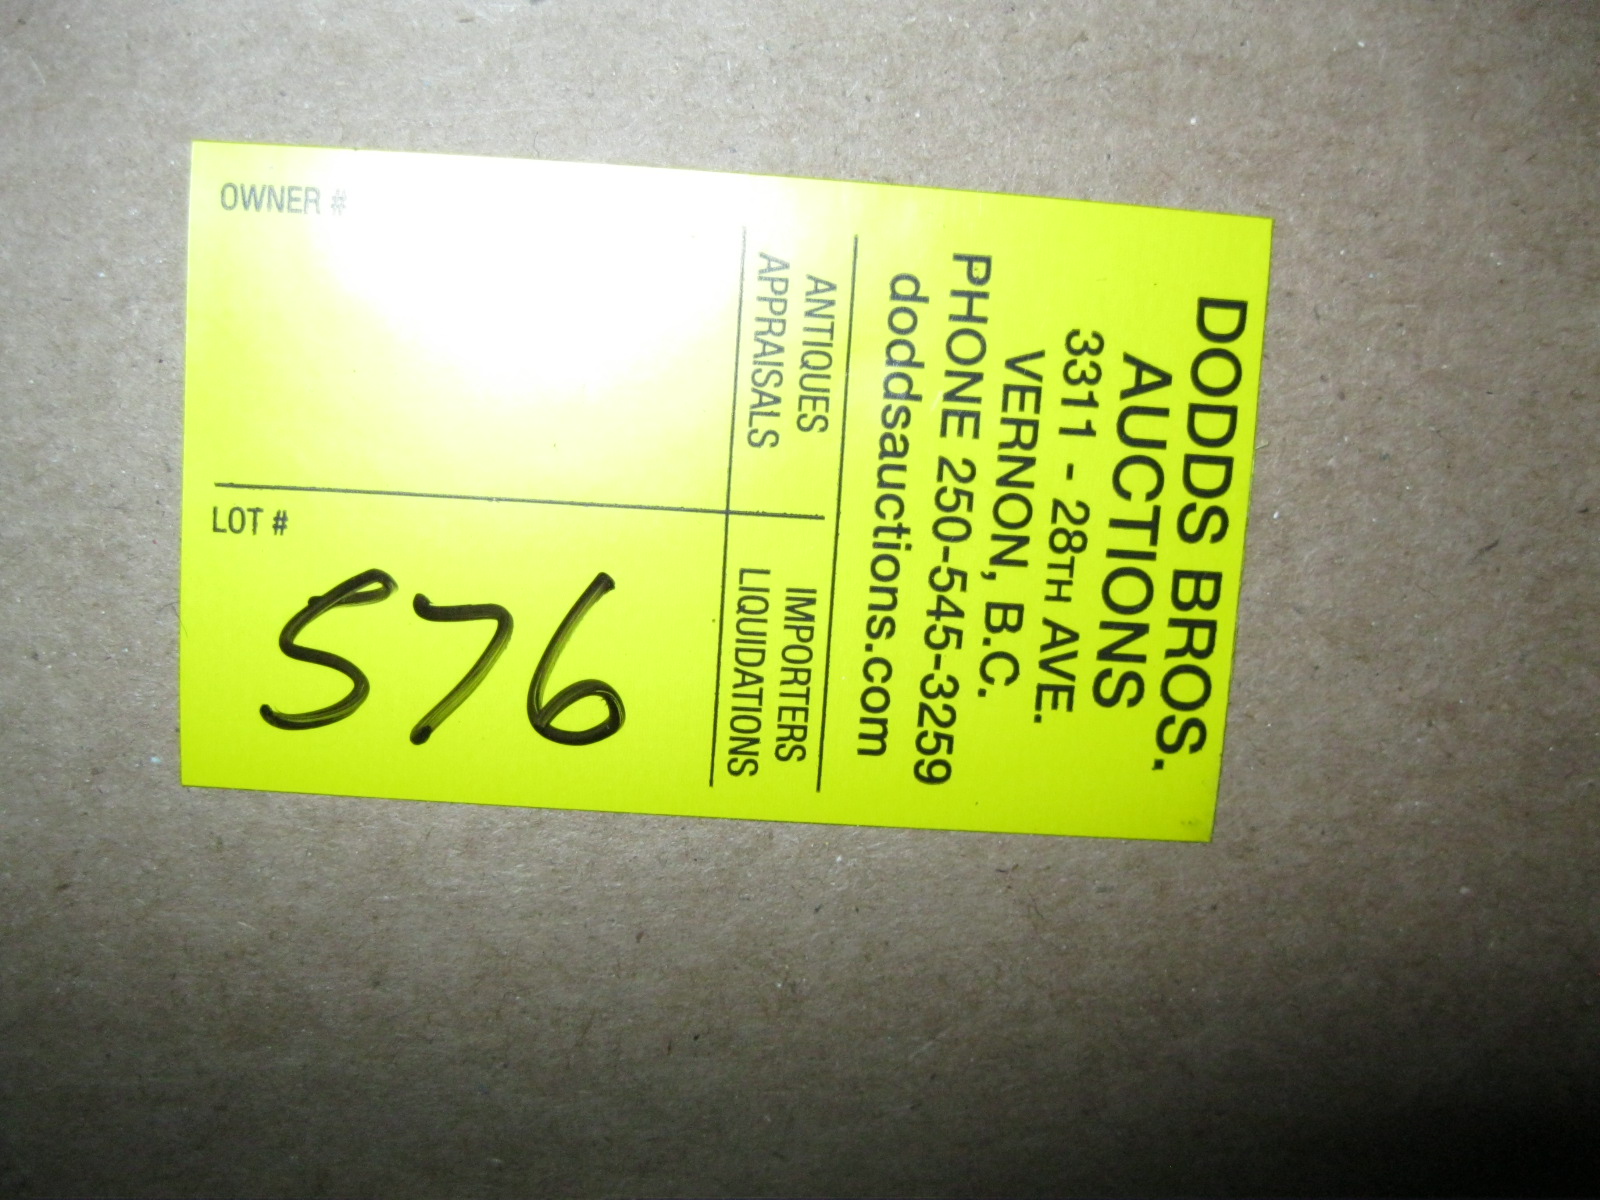 DODDS BROS.
AUCTIONS
3311 - 28TH AVE.
VERNON, B.C.
PHONE 250-545-3259
doddsauctions.com
ANTIQUES
APPRAISALS
IMPORTERS
LIQUIDATIONS
OWNER #
LOT #
576